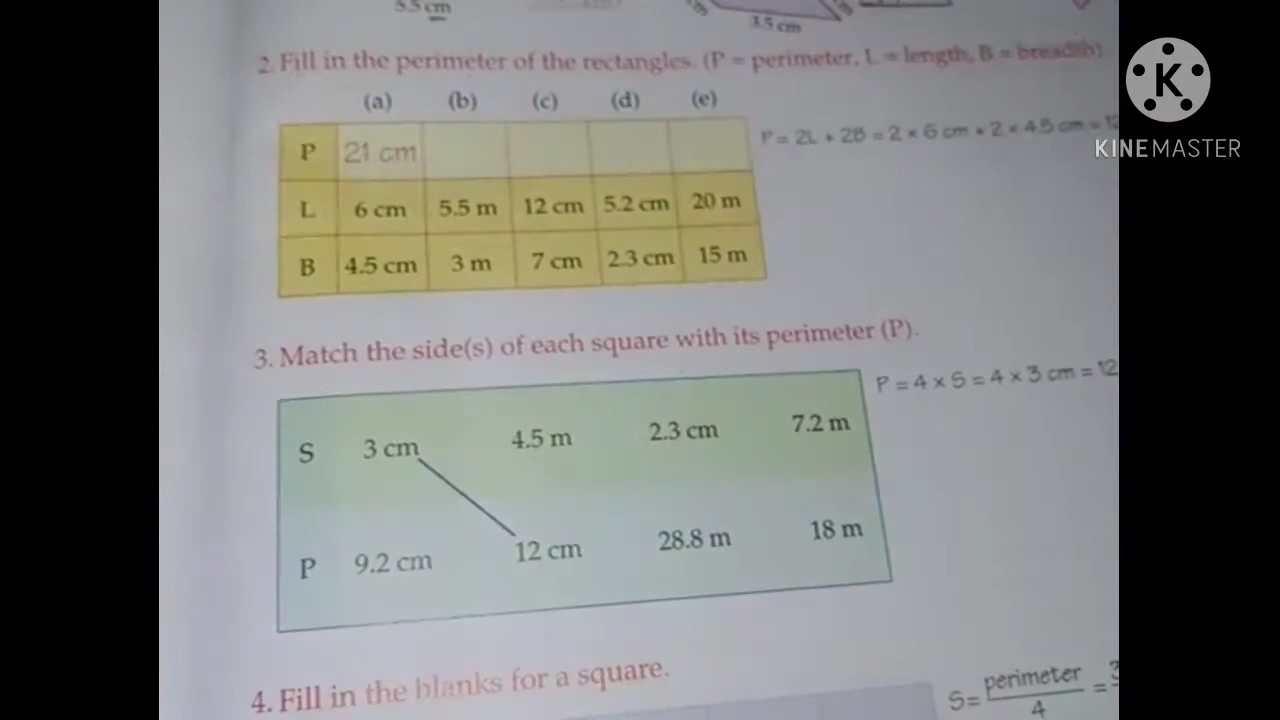 5.5 cm
3.5 cm
2. Fill in the perimeter of the rectangles. (P = perimeter, L = length, B = breadth)
(a) (b) (c) (d) (e)
P 21 cm
P = 2L + 2B = 2 × 6 cm + 2 × 4.5 cm = 12
L 6 cm 5.5 m 12 cm 5.2 cm 20 m
B 4.5 cm 3 m 7 cm 2.3 cm 15 m
3. Match the side(s) of each square with its perimeter (P).
P = 4 × S = 4 × 3 cm = 12
S 3 cm 4.5 m 2.3 cm 7.2 m
P 9.2 cm 12 cm 28.8 m 18 m
4. Fill in the blanks for a square.
S = perimeter / 4 = 3
K
KINEMASTER